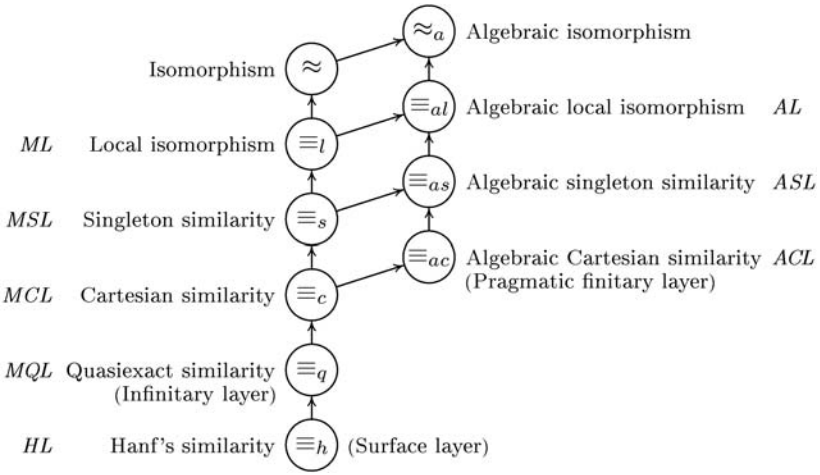 ≈a Algebraic isomorphism
Isomorphism ≈
≡al Algebraic local isomorphism AL
ML Local isomorphism ≡l
≡as Algebraic singleton similarity ASL
MSL Singleton similarity ≡s
≡ac Algebraic Cartesian similarity ACL
(Pragmatic finitary layer)
MCL Cartesian similarity ≡c
MQL Quasiexact similarity ≡q
(Infinitary layer)
HL Hanf's similarity ≡h (Surface layer)